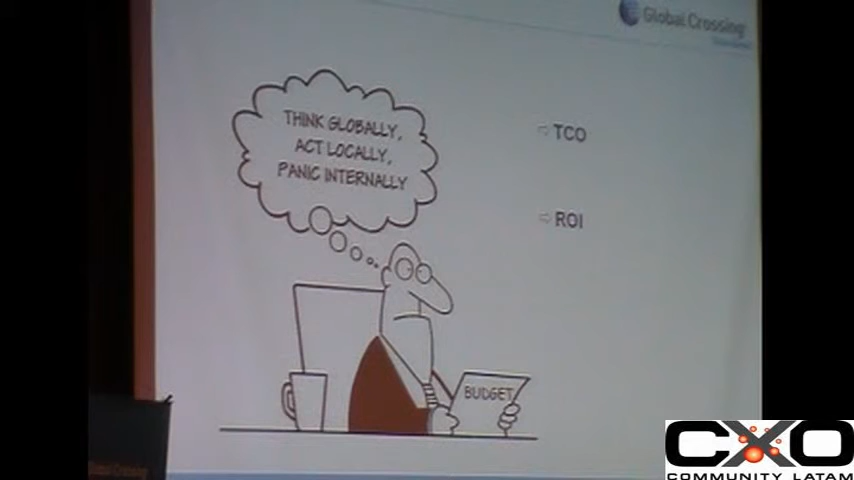 Global Crossing
THINK GLOBALLY,
ACT LOCALLY,
PANIC INTERNALLY
⇨ TCO
⇨ ROI
BUDGET
CXO
COMMUNITY LATAM